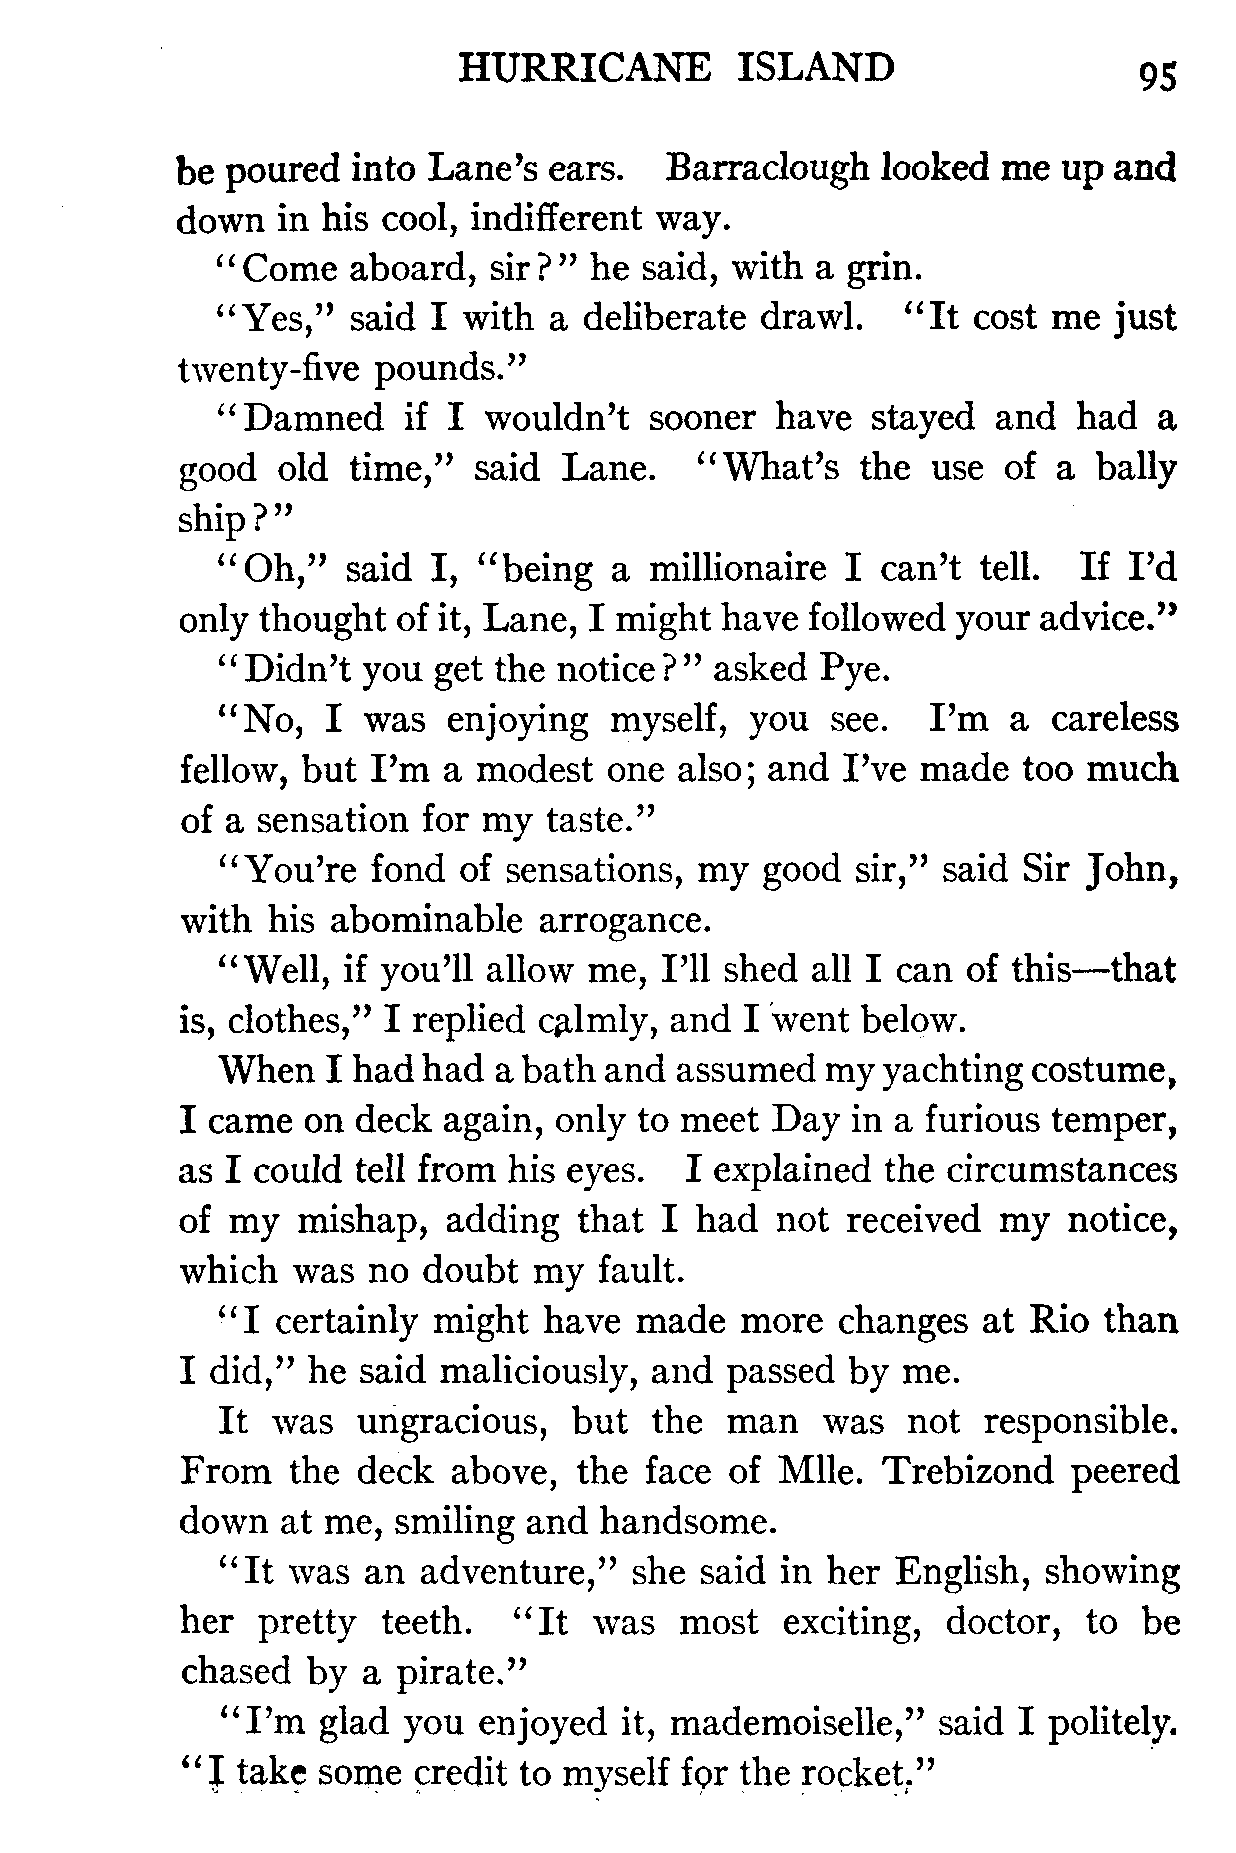 HURRICANE ISLAND 95
be poured into Lane's ears. Barraclough looked me up and
down in his cool, indifferent way.
"Come aboard, sir?" he said, with a grin.
"Yes," said I with a deliberate drawl. "It cost me just
twenty-five pounds."
"Damned if I wouldn't sooner have stayed and had a
good old time," said Lane. "What's the use of a bally
ship?"
"Oh," said I, "being a millionaire I can't tell. If I'd
only thought of it, Lane, I might have followed your advice."
"Didn't you get the notice?" asked Pye.
"No, I was enjoying myself, you see. I'm a careless
fellow, but I'm a modest one also; and I've made too much
of a sensation for my taste."
"You're fond of sensations, my good sir," said Sir John,
with his abominable arrogance.
"Well, if you'll allow me, I'll shed all I can of this—that
is, clothes," I replied calmly, and I went below.
When I had had a bath and assumed my yachting costume,
I came on deck again, only to meet Day in a furious temper,
as I could tell from his eyes. I explained the circumstances
of my mishap, adding that I had not received my notice,
which was no doubt my fault.
"I certainly might have made more changes at Rio than
I did," he said maliciously, and passed by me.
It was ungracious, but the man was not responsible.
From the deck above, the face of Mlle. Trebizond peered
down at me, smiling and handsome.
"It was an adventure," she said in her English, showing
her pretty teeth. "It was most exciting, doctor, to be
chased by a pirate."
"I'm glad you enjoyed it, mademoiselle," said I politely.
"I take some credit to myself for the rocket."